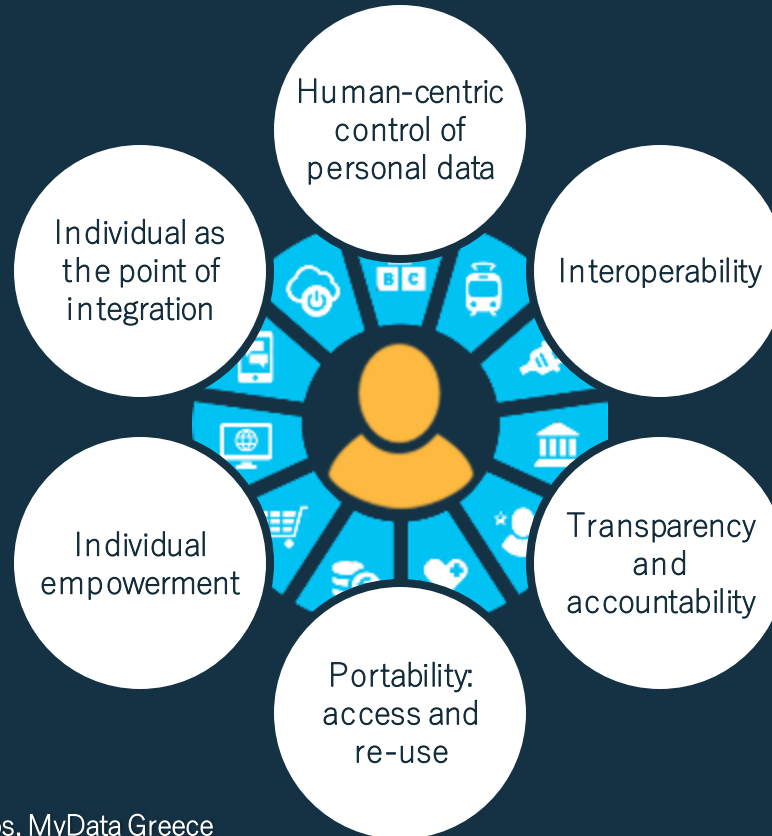 Human-centric
control of
personal data
Individual as
the point of
integration
Interoperability
B C
Individual
empowerment
Transparency
and
accountability
Portability:
access and
re-use
MyData Greece